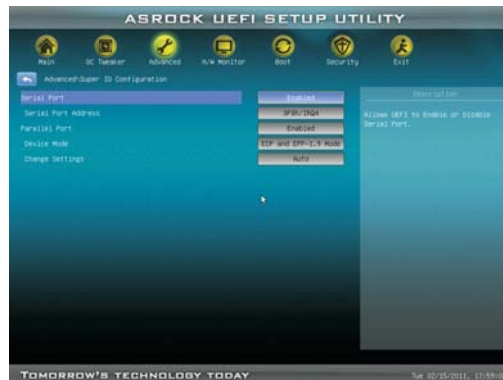 ASROCK UEFI SETUP UTILITY
Main OC Tweaker Advanced H/W Monitor Boot Security Exit
Advanced\Super IO Configuration
Serial Port Enabled
Serial Port Address 3F8h/IRQ4
Parallel Port Enabled
Device Mode ECP and EPP-1.9 Mode
Change Settings Auto
Description
Allows UEFI to Enable or Disable
Serial Port.
TOMORROW'S TECHNOLOGY TODAY
Tue 02/15/2011, 17:59:0